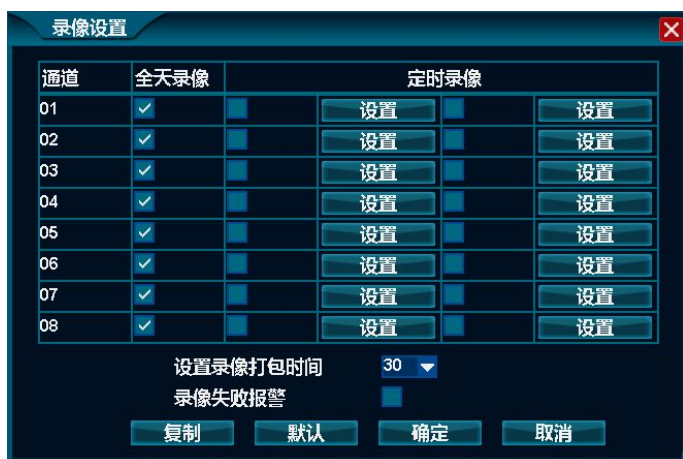 录像设置
通道 全天录像 定时录像
01 设置 设置
02 设置 设置
03 设置 设置
04 设置 设置
05 设置 设置
06 设置 设置
07 设置 设置
08 设置 设置
设置录像打包时间 30
录像失败报警
复制 默认 确定 取消